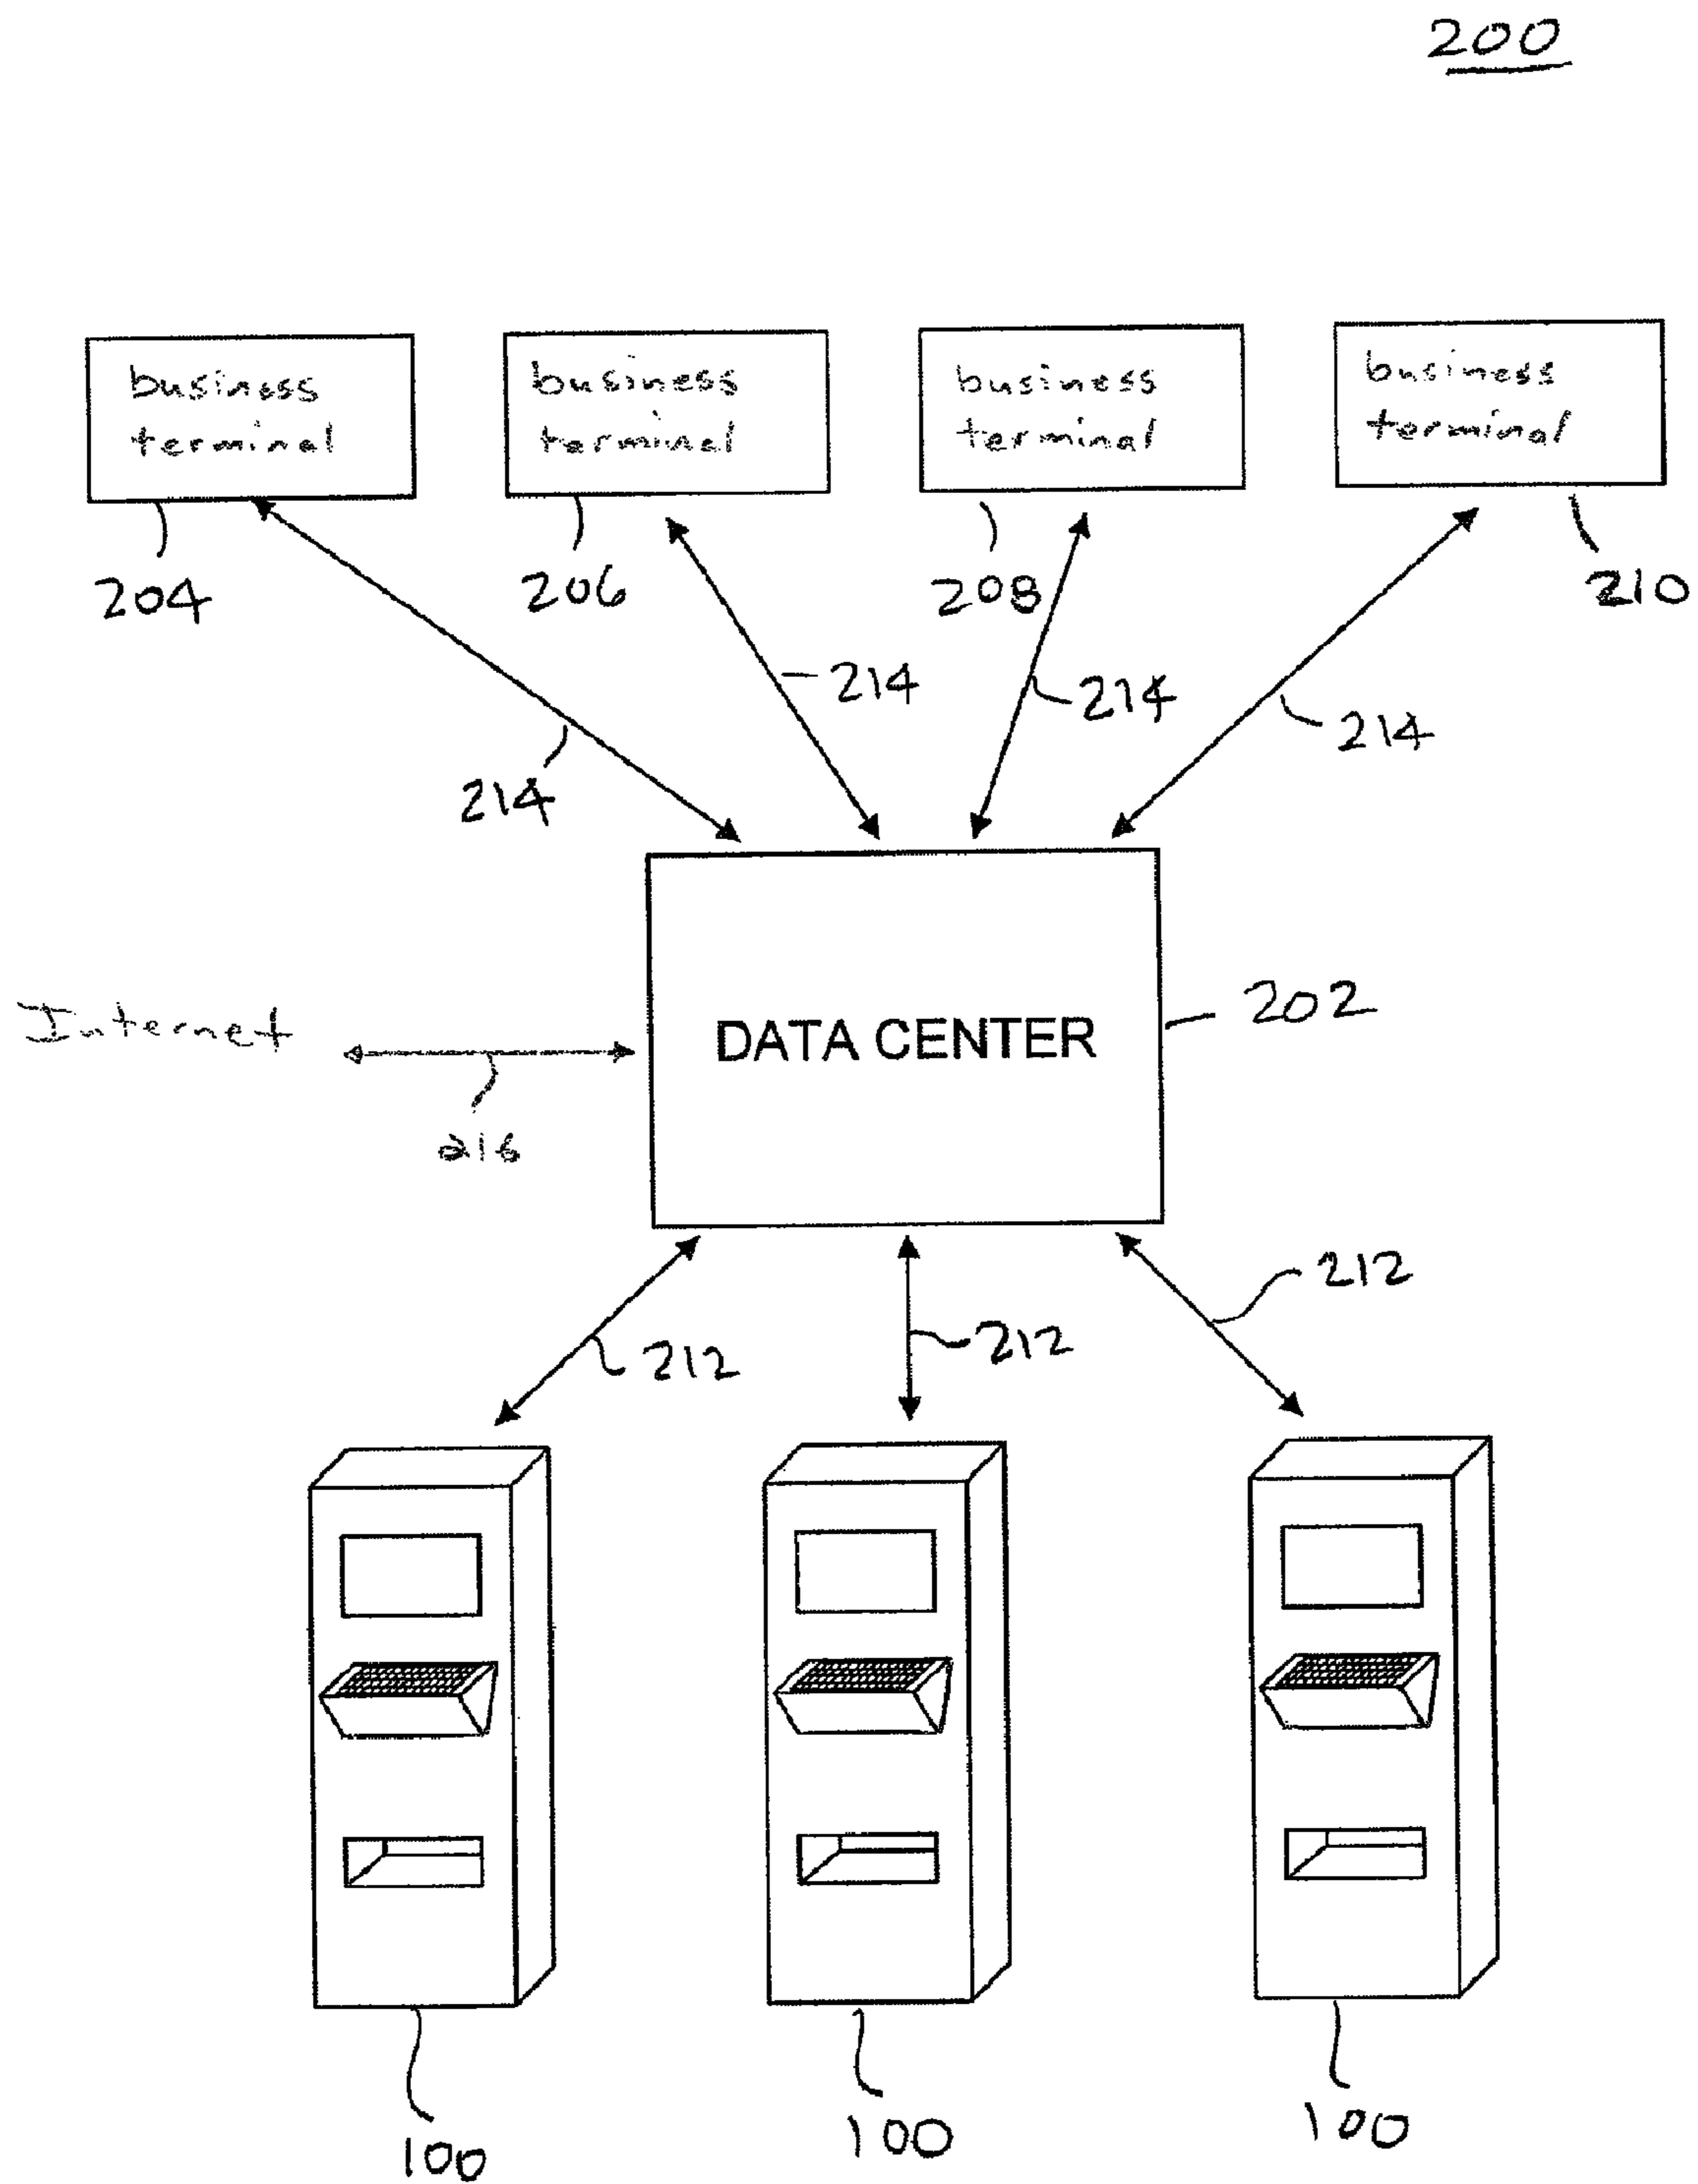 200
business
terminal
business
terminal
business
terminal
business
terminal
204
206
208
210
214
214
214
214
DATA CENTER
202
Internet
216
212
212
212
100
100
100